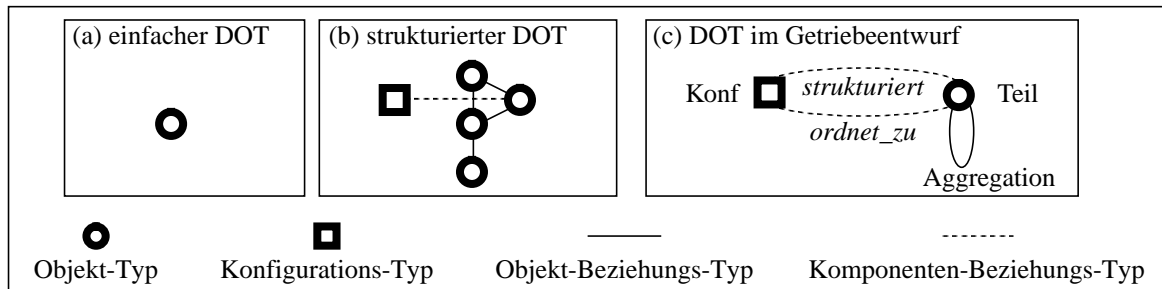 (a) einfacher DOT
(b) strukturierter DOT
(c) DOT im Getriebeentwurf
Konf
strukturiert
Teil
ordnet_zu
Aggregation
Objekt-Typ
Konfigurations-Typ
Objekt-Beziehungs-Typ
Komponenten-Beziehungs-Typ